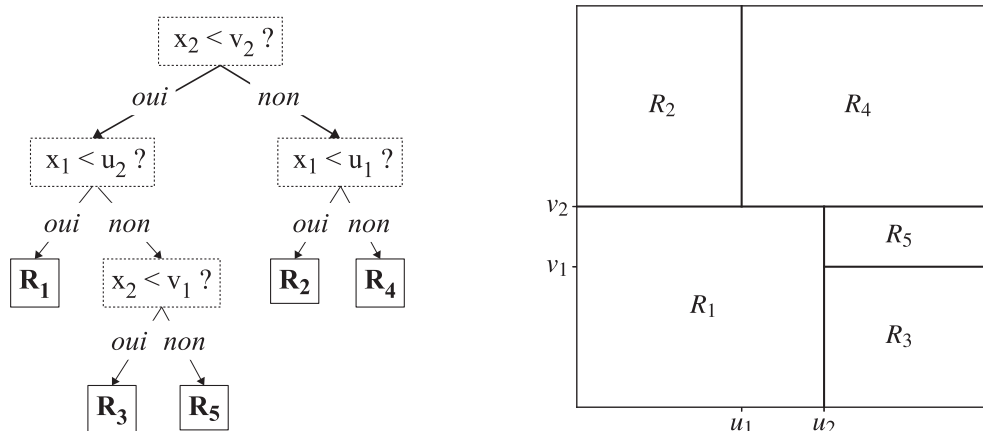 x₂ < v₂ ?
oui non
x₁ < u₂ ? x₁ < u₁ ?
oui non oui non
R₁ x₂ < v₁ ? R₂ R₄
oui non
R₃ R₅
R₂ R₄
v₂
R₅
v₁
R₁
R₃
u₁ u₂